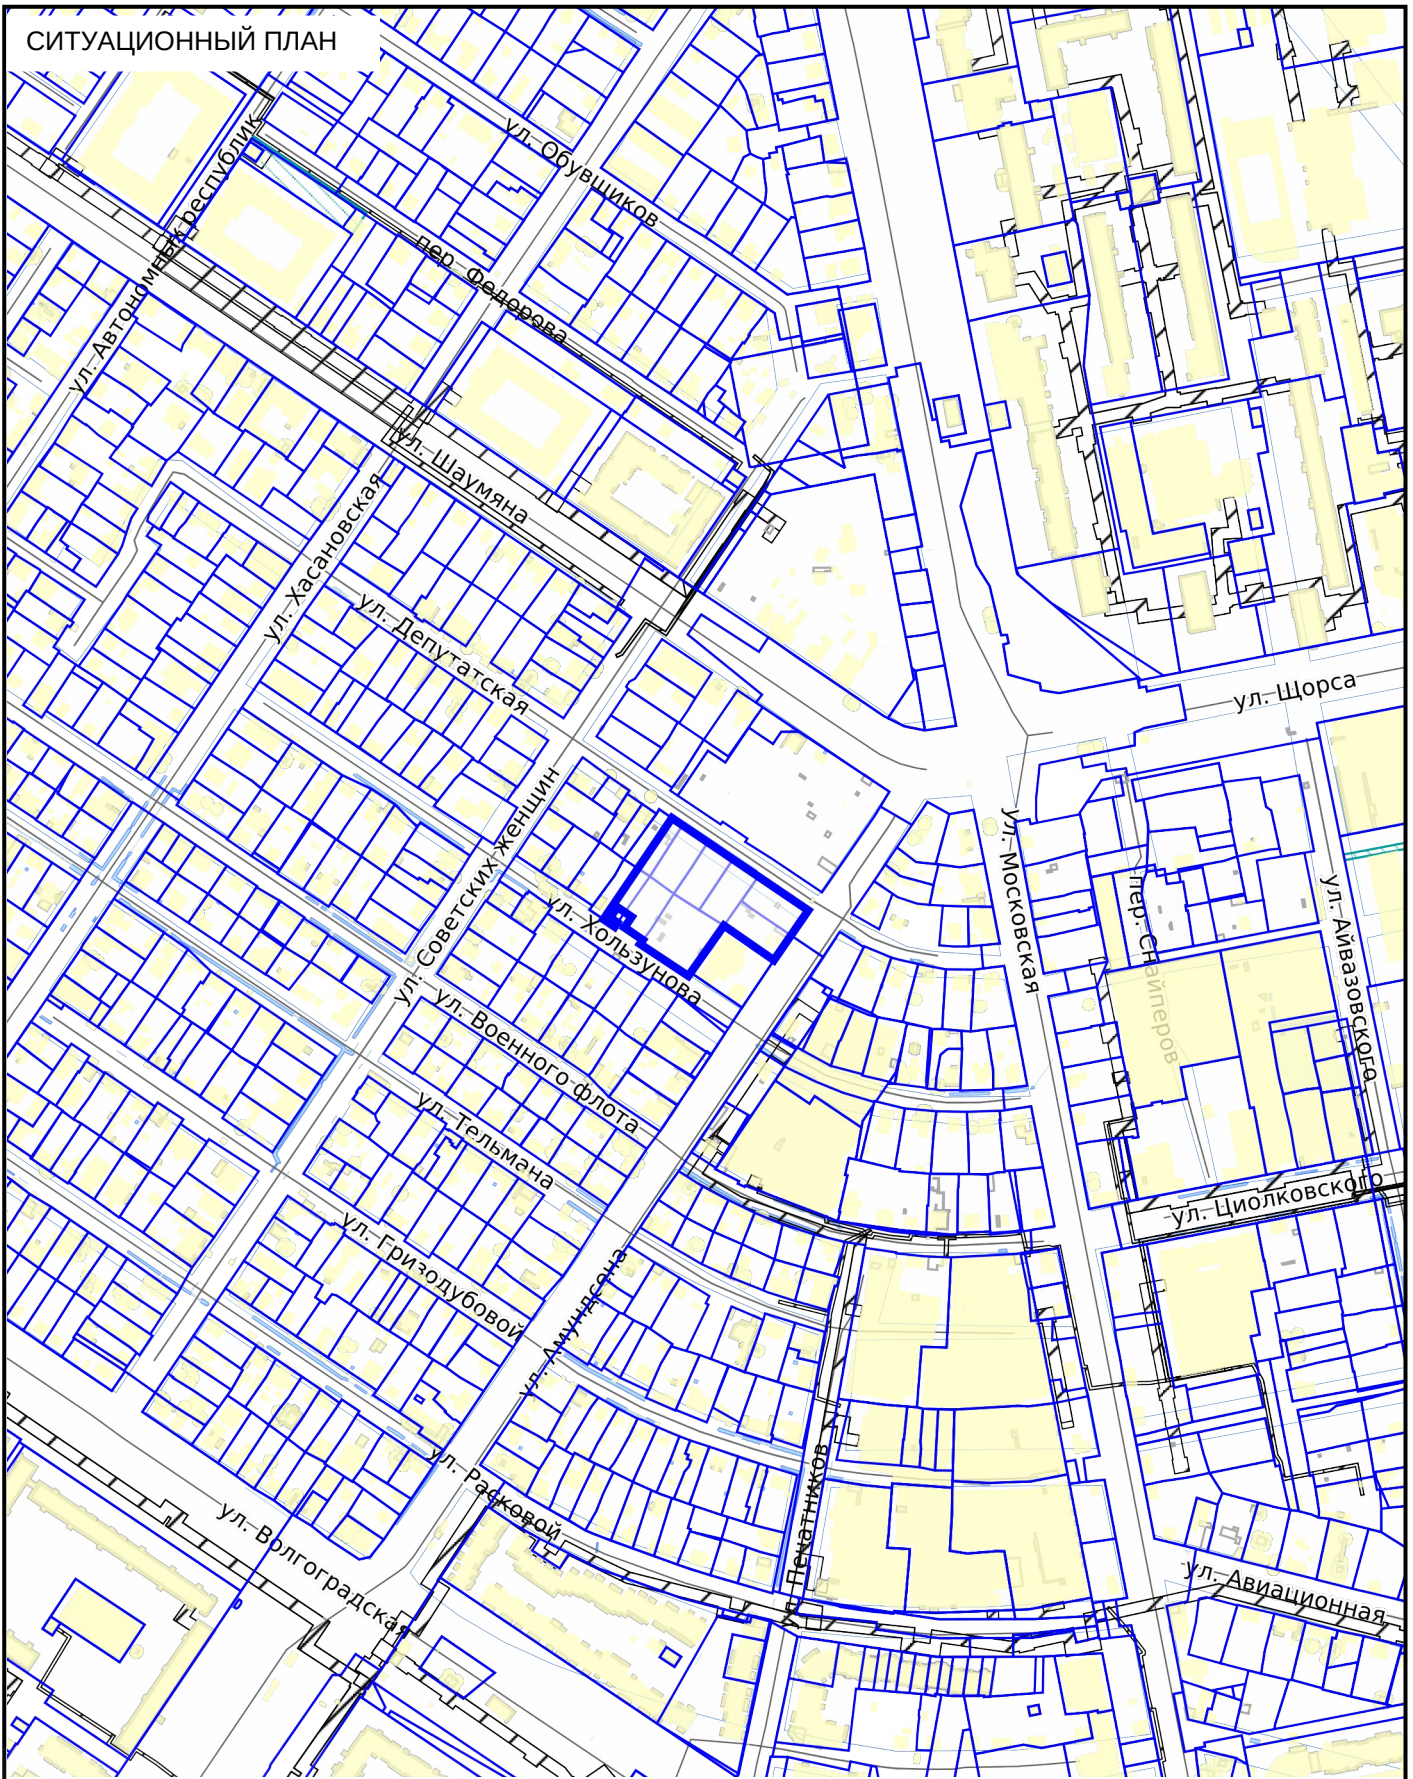 СИТУАЦИОННЫЙ ПЛАН
ул. Обувщиков
ул. Автономных республик
пер. Федорова
ул. Шаумяна
ул. Хасановская
ул. Депутатская
ул. Щорса
ул. Советских женщин
ул. Московская
ул. Хользунова
пер. Снайперов
ул. Айвазовского
ул. Военного флота
ул. Тельмана
ул. Циолковского
ул. Гризодубовой
ул. Амундсена
ул. Расковой
ул. Печатников
ул. Волгоградская
ул. Авиационная